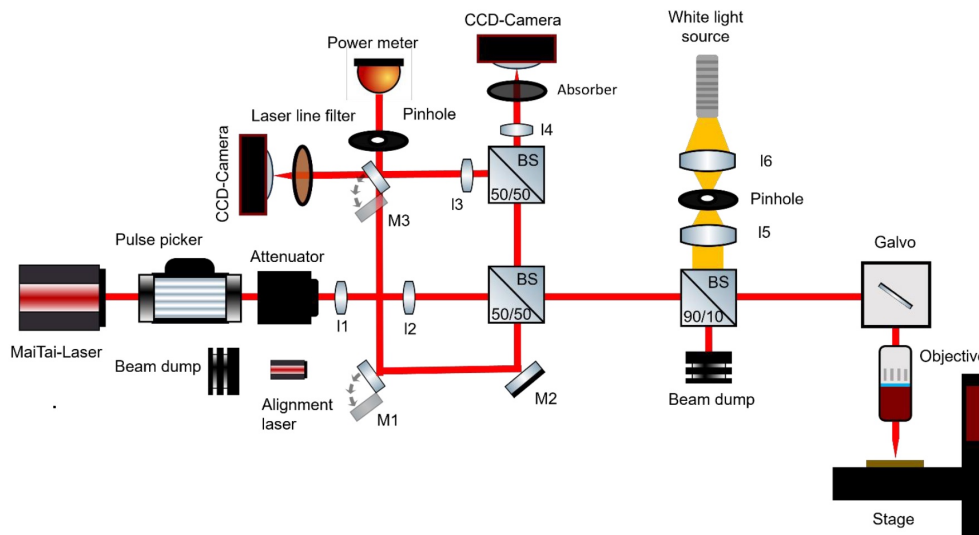 CCD-Camera
White light
source
Power meter
Absorber
Laser line filter
Pinhole
l4
BS
50/50
l6
CCD-Camera
l3
M3
Pinhole
Pulse picker
Attenuator
l5
Galvo
BS
50/50
BS
90/10
l1
l2
MaiTai-Laser
Beam dump
Alignment
laser
M1
M2
Beam dump
Objective
Stage
.